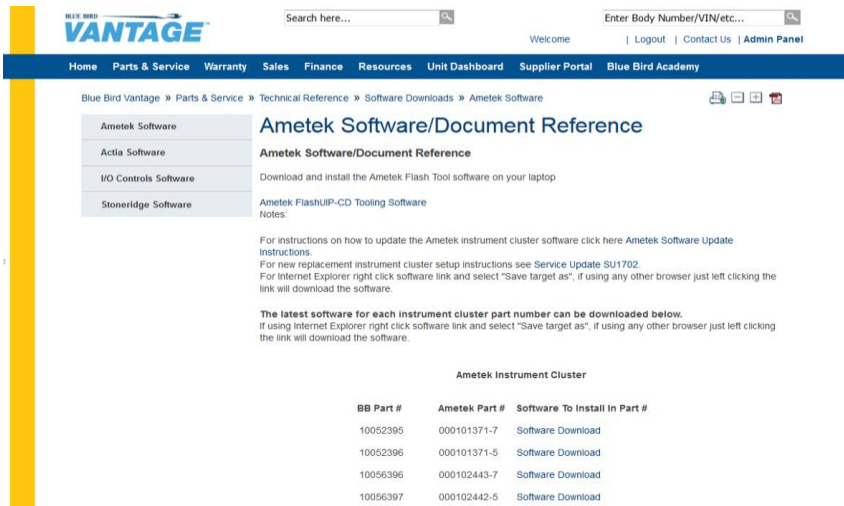 BLUE BIRD
VANTAGE
Search here...
Enter Body Number/VIN/etc...
Welcome | Logout | Contact Us | Admin Panel
Home Parts & Service Warranty Sales Finance Resources Unit Dashboard Supplier Portal Blue Bird Academy
Blue Bird Vantage » Parts & Service » Technical Reference » Software Downloads » Ametek Software
Ametek Software
Actia Software
I/O Controls Software
Stoneridge Software
Ametek Software/Document Reference
Ametek Software/Document Reference
Download and install the Ametek Flash Tool software on your laptop
Ametek FlashUIP-CD Tooling Software
Notes:
For instructions on how to update the Ametek instrument cluster software click here Ametek Software Update
Instructions.
For new replacement instrument cluster setup instructions see Service Update SU1702.
For Internet Explorer right click software link and select "Save target as", if using any other browser just left clicking the
link will download the software.
The latest software for each instrument cluster part number can be downloaded below.
If using Internet Explorer right click software link and select "Save target as", if using any other browser just left clicking
the link will download the software.
Ametek Instrument Cluster
BB Part # Ametek Part # Software To Install In Part #
10052395 000101371-7 Software Download
10052396 000101371-5 Software Download
10056396 000102443-7 Software Download
10056397 000102442-5 Software Download